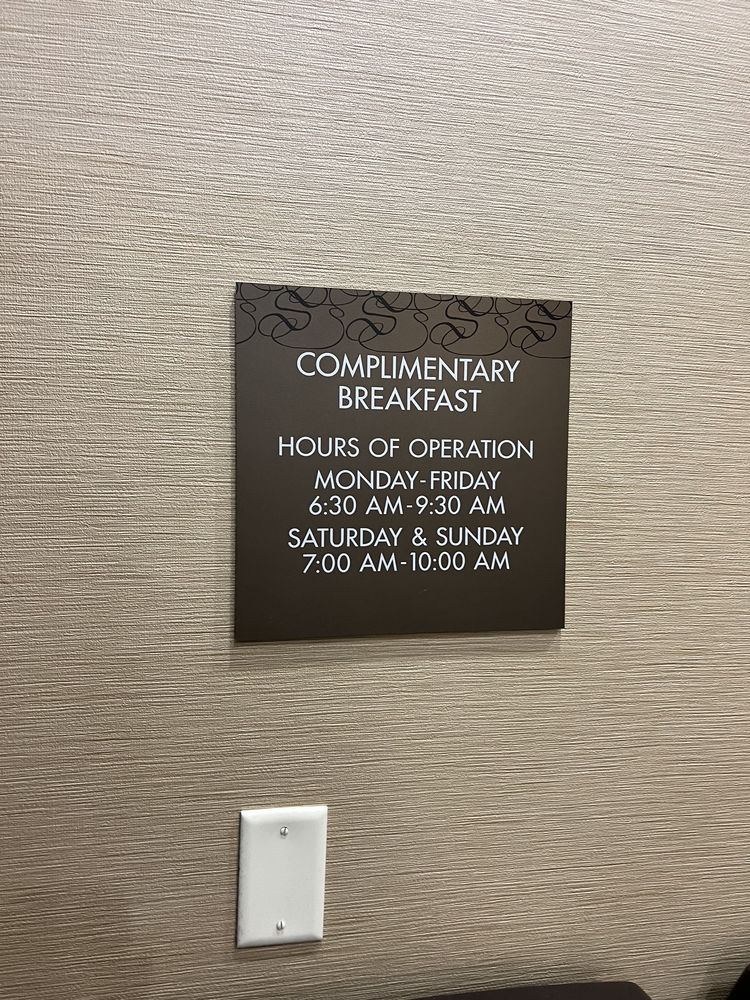 COMPLIMENTARY
BREAKFAST
HOURS OF OPERATION
MONDAY-FRIDAY
6:30 AM-9:30 AM
SATURDAY & SUNDAY
7:00 AM-10:00 AM